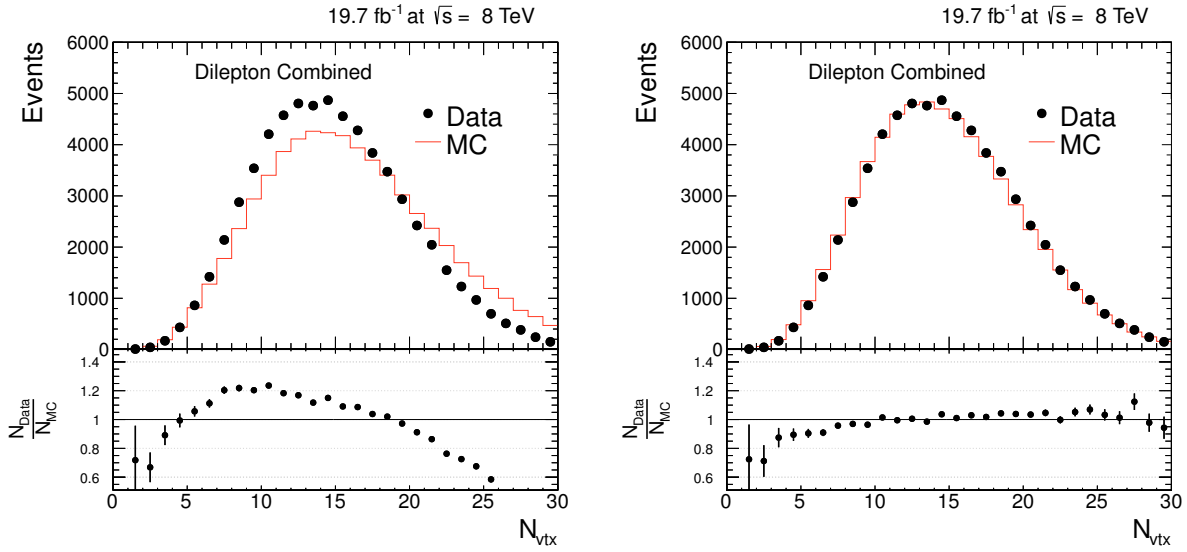 19.7 fb⁻¹ at √s = 8 TeV
Events
6000
5000
4000
3000
2000
1000
0
Dilepton Combined
Data
MC
N_Data
N_MC
1.4
1.2
1
0.8
0.6
0 5 10 15 20 25 30
N_vtx
19.7 fb⁻¹ at √s = 8 TeV
Events
6000
5000
4000
3000
2000
1000
0
Dilepton Combined
Data
MC
N_Data
N_MC
1.4
1.2
1
0.8
0.6
0 5 10 15 20 25 30
N_vtx